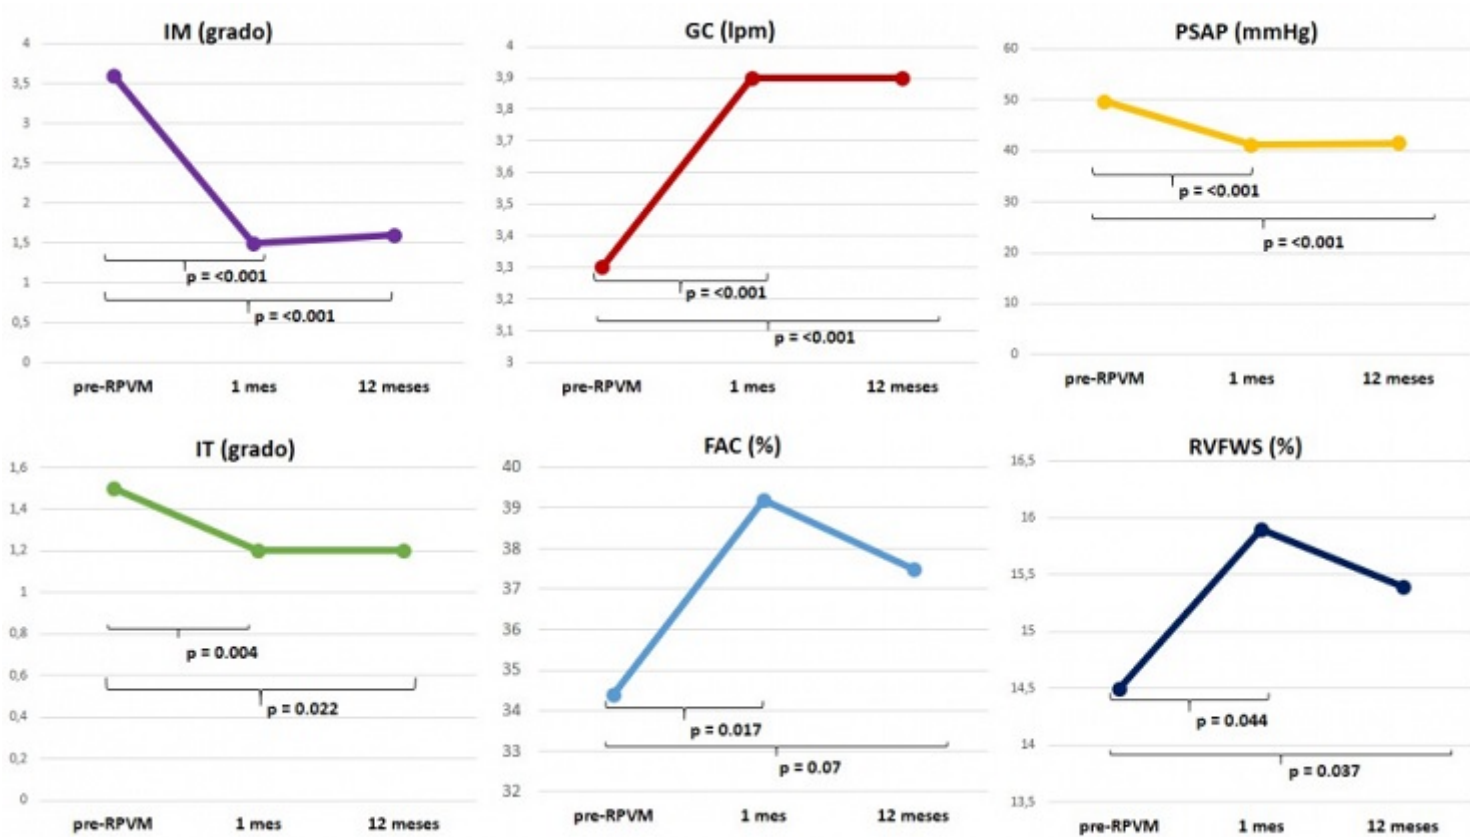 IM (grado)
4
3,5
3
2,5
2
1,5
1
0,5
0
p = <0.001
p = <0.001
pre-RPVM 1 mes 12 meses
GC (lpm)
4
3,9
3,8
3,7
3,6
3,5
3,4
3,3
3,2
3,1
3
p = <0.001
p = <0.001
pre-RPVM 1 mes 12 meses
PSAP (mmHg)
60
50
40
30
20
10
0
p = <0.001
p = <0.001
pre-RPVM 1 mes 12 meses
IT (grado)
1,6
1,4
1,2
1
0,8
0,6
0,4
0,2
0
p = 0.004
p = 0.022
pre-RPVM 1 mes 12 meses
FAC (%)
40
39
38
37
36
35
34
33
32
p = 0.017
p = 0.07
pre-RPVM 1 mes 12 meses
RVFWS (%)
16,5
16
15,5
15
14,5
14
13,5
p = 0.044
p = 0.037
pre-RPVM 1 mes 12 meses